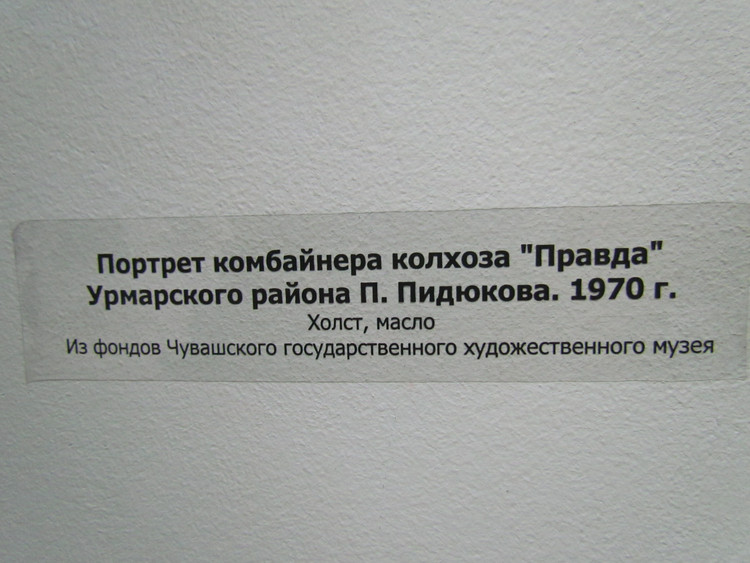 Портрет комбайнера колхоза "Правда"
Урмарского района П. Пидюкова. 1970 г.
Холст, масло
Из фондов Чувашского государственного художественного музея